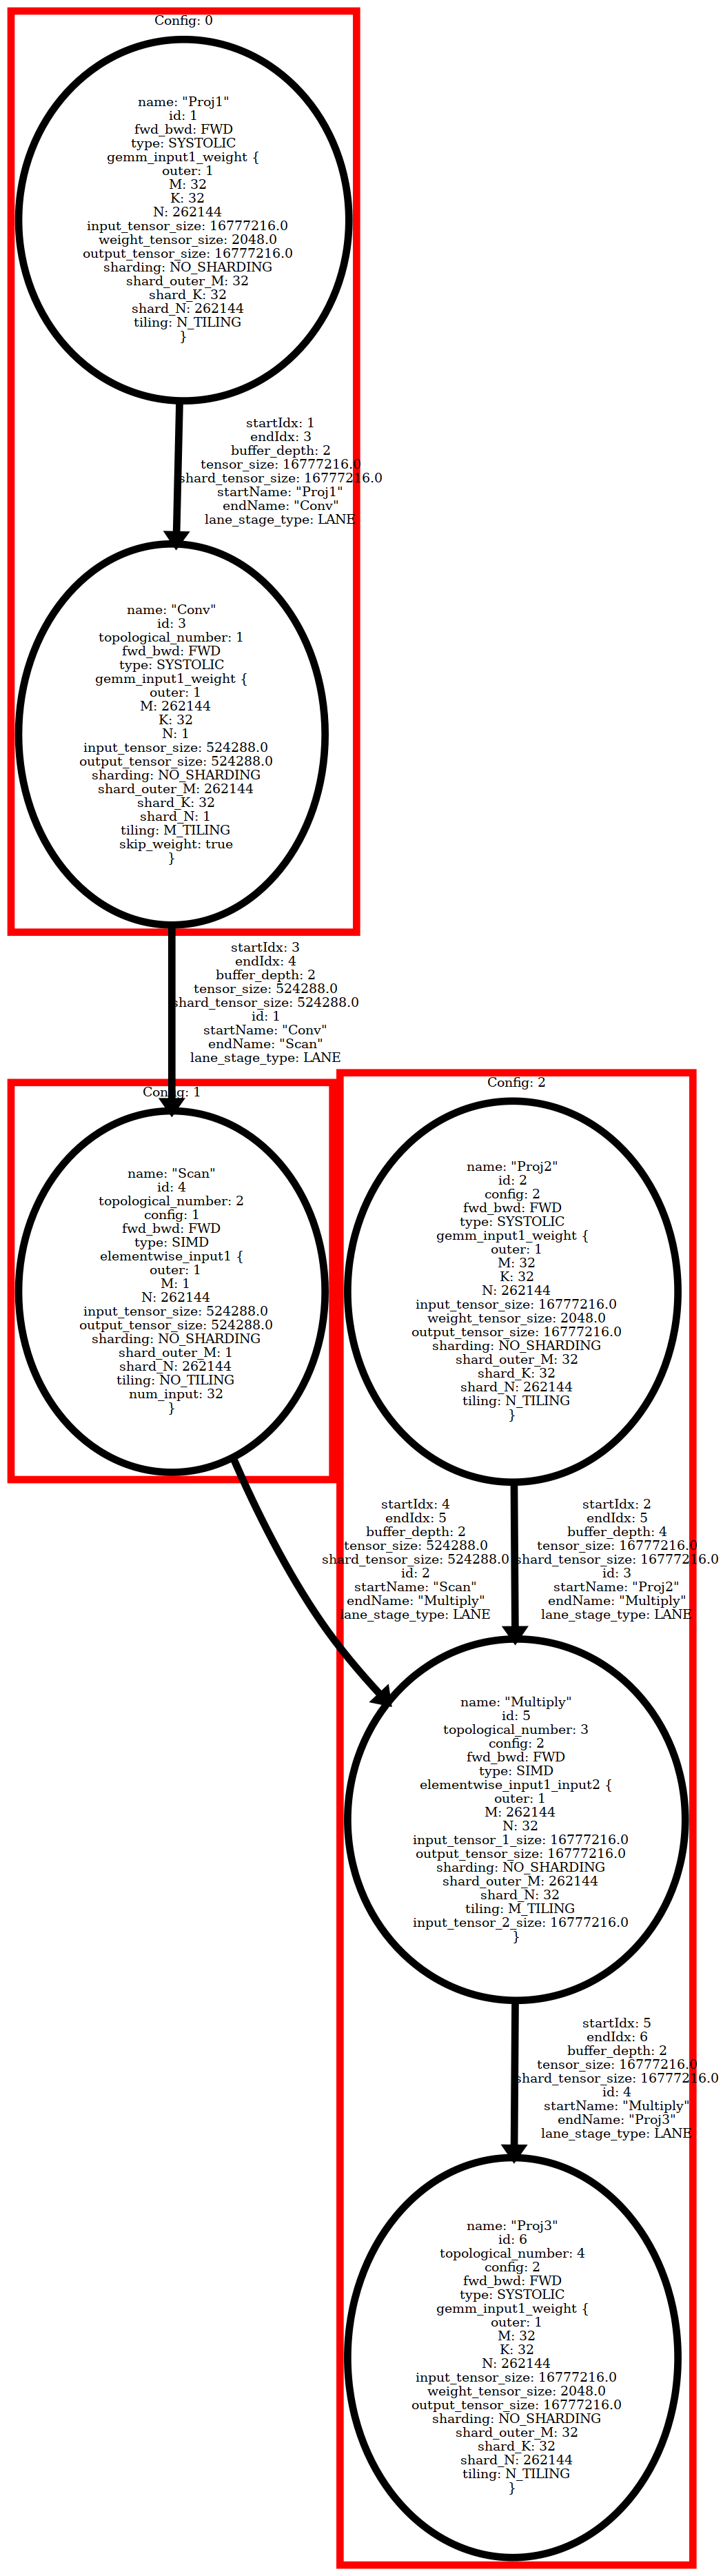 Config: 0
name: "Proj1"
id: 1
fwd_bwd: FWD
type: SYSTOLIC
gemm_input1_weight {
outer: 1
M: 32
K: 32
N: 262144
input_tensor_size: 16777216.0
weight_tensor_size: 2048.0
output_tensor_size: 16777216.0
sharding: NO_SHARDING
shard_outer_M: 32
shard_K: 32
shard_N: 262144
tiling: N_TILING
}
startIdx: 1
endIdx: 3
buffer_depth: 2
tensor_size: 16777216.0
shard_tensor_size: 16777216.0
startName: "Proj1"
endName: "Conv"
lane_stage_type: LANE
name: "Conv"
id: 3
topological_number: 1
fwd_bwd: FWD
type: SYSTOLIC
gemm_input1_weight {
outer: 1
M: 262144
K: 32
N: 1
input_tensor_size: 524288.0
output_tensor_size: 524288.0
sharding: NO_SHARDING
shard_outer_M: 262144
shard_K: 32
shard_N: 1
tiling: M_TILING
skip_weight: true
}
startIdx: 3
endIdx: 4
buffer_depth: 2
tensor_size: 524288.0
shard_tensor_size: 524288.0
id: 1
startName: "Conv"
endName: "Scan"
lane_stage_type: LANE
Config: 1
name: "Scan"
id: 4
topological_number: 2
config: 1
fwd_bwd: FWD
type: SIMD
elementwise_input1 {
outer: 1
M: 1
N: 262144
input_tensor_size: 524288.0
output_tensor_size: 524288.0
sharding: NO_SHARDING
shard_outer_M: 1
shard_N: 262144
tiling: NO_TILING
num_input: 32
}
Config: 2
name: "Proj2"
id: 2
config: 2
fwd_bwd: FWD
type: SYSTOLIC
gemm_input1_weight {
outer: 1
M: 32
K: 32
N: 262144
input_tensor_size: 16777216.0
weight_tensor_size: 2048.0
output_tensor_size: 16777216.0
sharding: NO_SHARDING
shard_outer_M: 32
shard_K: 32
shard_N: 262144
tiling: N_TILING
}
startIdx: 4
endIdx: 5
buffer_depth: 2
tensor_size: 524288.0
shard_tensor_size: 524288.0
id: 2
startName: "Scan"
endName: "Multiply"
lane_stage_type: LANE
startIdx: 2
endIdx: 5
buffer_depth: 4
tensor_size: 16777216.0
shard_tensor_size: 16777216.0
id: 3
startName: "Proj2"
endName: "Multiply"
lane_stage_type: LANE
name: "Multiply"
id: 5
topological_number: 3
config: 2
fwd_bwd: FWD
type: SIMD
elementwise_input1_input2 {
outer: 1
M: 262144
N: 32
input_tensor_1_size: 16777216.0
output_tensor_size: 16777216.0
sharding: NO_SHARDING
shard_outer_M: 262144
shard_N: 32
tiling: M_TILING
input_tensor_2_size: 16777216.0
}
startIdx: 5
endIdx: 6
buffer_depth: 2
tensor_size: 16777216.0
shard_tensor_size: 16777216.0
id: 4
startName: "Multiply"
endName: "Proj3"
lane_stage_type: LANE
name: "Proj3"
id: 6
topological_number: 4
config: 2
fwd_bwd: FWD
type: SYSTOLIC
gemm_input1_weight {
outer: 1
M: 32
K: 32
N: 262144
input_tensor_size: 16777216.0
weight_tensor_size: 2048.0
output_tensor_size: 16777216.0
sharding: NO_SHARDING
shard_outer_M: 32
shard_K: 32
shard_N: 262144
tiling: N_TILING
}